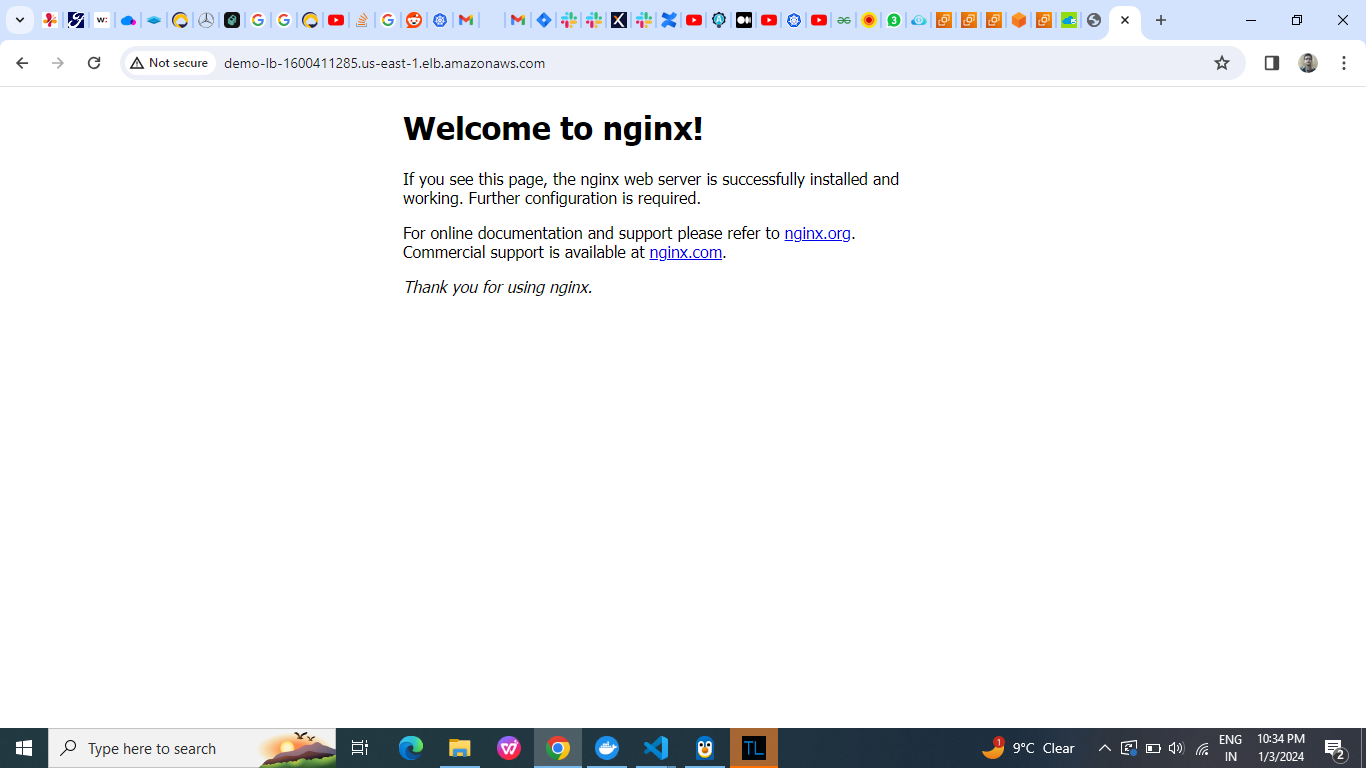 Not secure
demo-lb-1600411285.us-east-1.elb.amazonaws.com
Welcome to nginx!
If you see this page, the nginx web server is successfully installed and
working. Further configuration is required.
For online documentation and support please refer to nginx.org.
Commercial support is available at nginx.com.
Thank you for using nginx.
Type here to search
TL
1
9°C Clear
ENG
IN
10:34 PM
1/3/2024
2